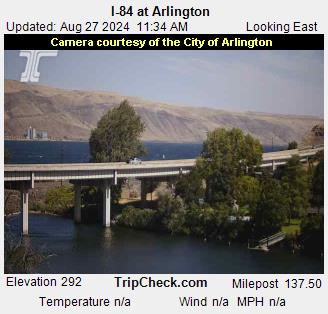 I-84 at Arlington
Updated: Aug 27 2024 11:34 AM Looking East
Camera courtesy of the City of Arlington
Elevation 292 TripCheck.com Milepost 137.50
Temperature n/a Wind n/a MPH n/a